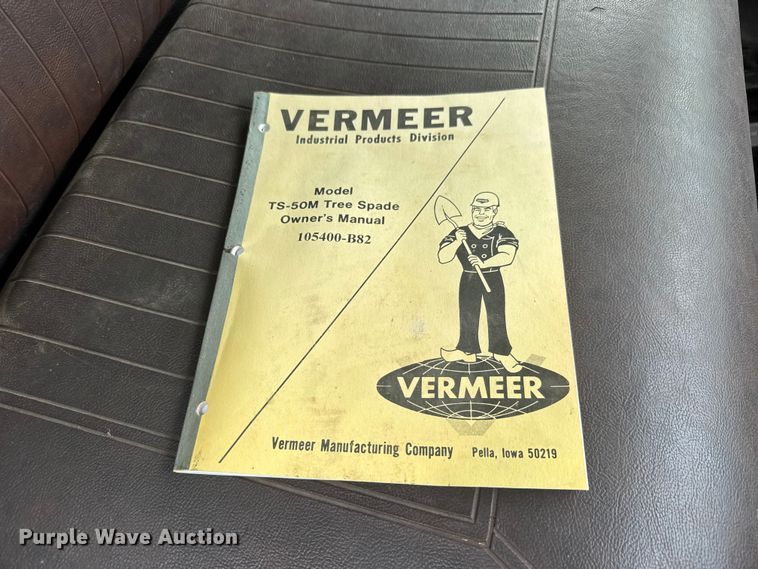 VERMEER
Industrial Products Division
Model
TS-50M Tree Spade
Owner's Manual
105400-B82
VERMEER
Vermeer Manufacturing Company Pella, Iowa 50219
Purple Wave Auction